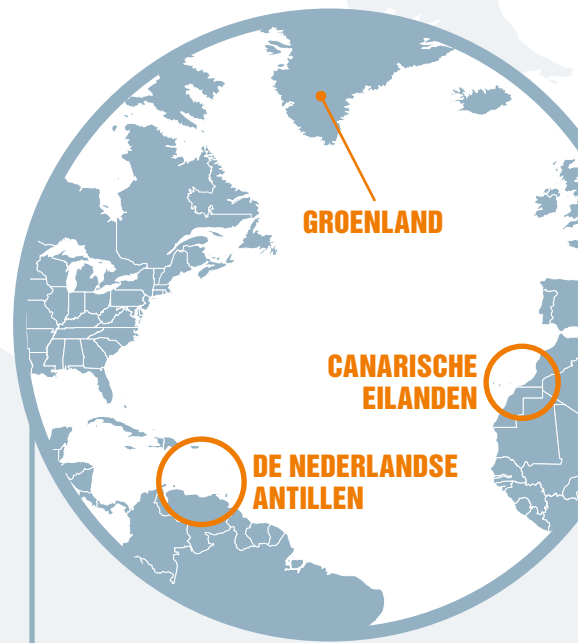 GROENLAND
CANARISCHE
EILANDEN
DE NEDERLANDSE
ANTILLEN